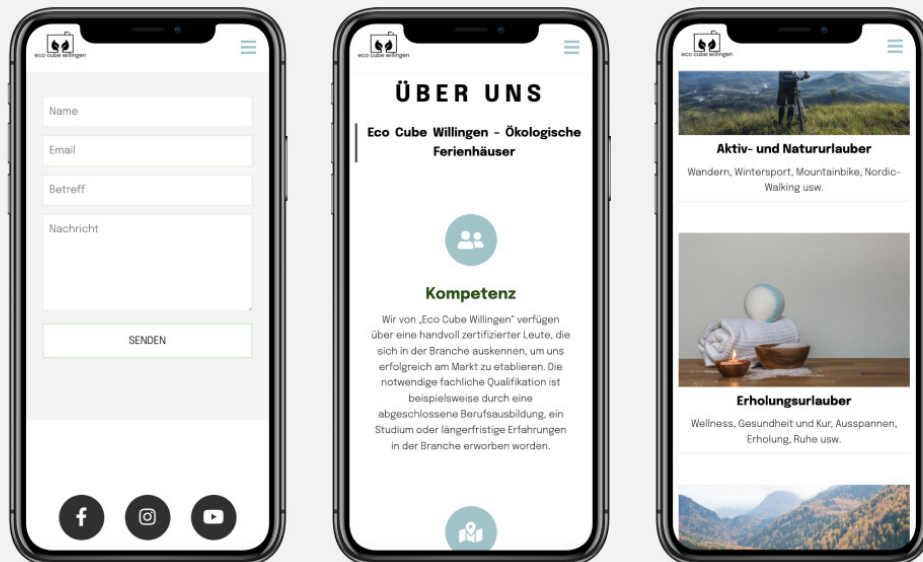 eco cube willingen
Name
Email
Betreff
Nachricht
SENDEN
eco cube willingen
ÜBER UNS
Eco Cube Willingen - Ökologische
Ferienhäuser
Kompetenz
Wir von „Eco Cube Willingen“ verfügen
über eine handvoll zertifizierter Leute, die
sich in der Branche auskennen, um uns
erfolgreich am Markt zu etablieren. Die
notwendige fachliche Qualifikation ist
beispielsweise durch eine
abgeschlossene Berufsausbildung, ein
Studium oder längerfristige Erfahrungen
in der Branche erworben worden.
eco cube willingen
Aktiv- und Natururlauber
Wandern, Wintersport, Mountainbike, Nordic-
Walking usw.
Erholungsurlauber
Wellness, Gesundheit und Kur, Ausspannen,
Erholung, Ruhe usw.